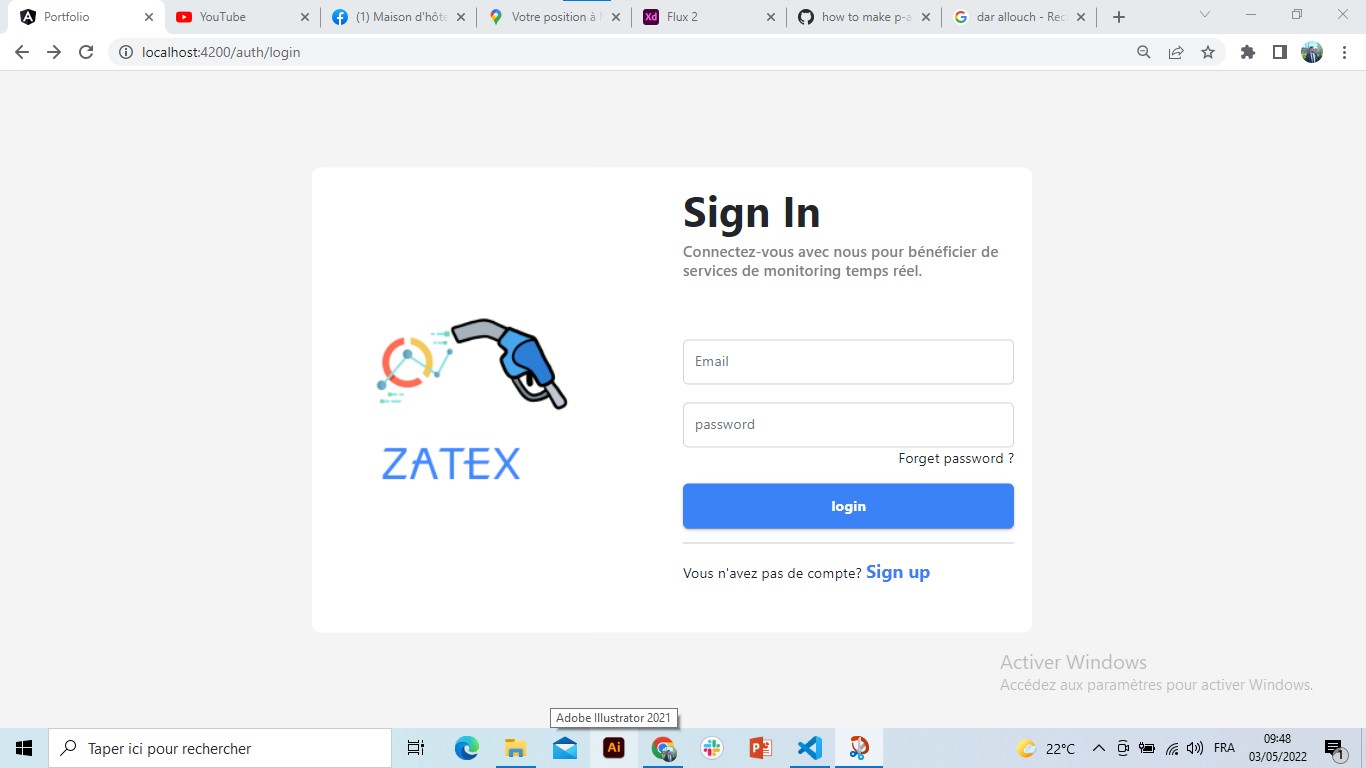 Portfolio
YouTube
(1) Maison d'hôte
Votre position à
Flux 2
how to make p-a
dar allouch - Rec
localhost:4200/auth/login
Sign In
Connectez-vous avec nous pour bénéficier de
services de monitoring temps réel.
Email
password
Forget password ?
login
Vous n'avez pas de compte? Sign up
ZATEX
Activer Windows
Accédez aux paramètres pour activer Windows.
Adobe Illustrator 2021
Taper ici pour rechercher
Xd
Ai
22°C
FRA
09:48
03/05/2022
1